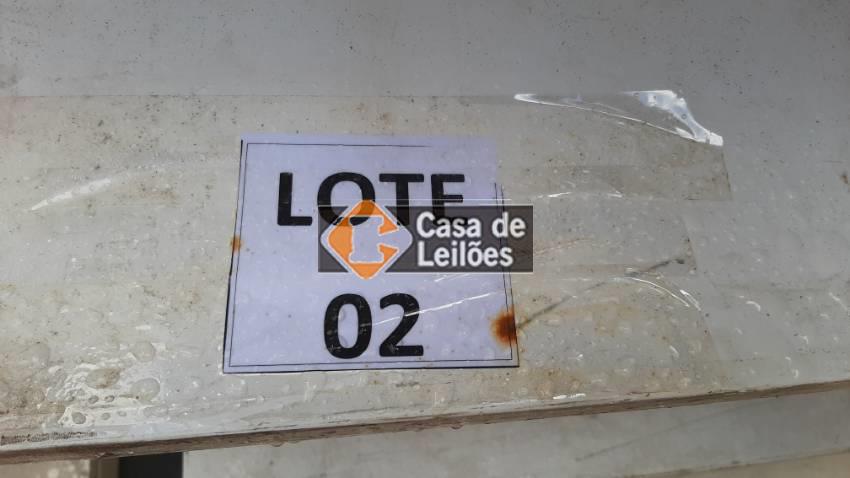 LOTE
Casa de
Leilões
02